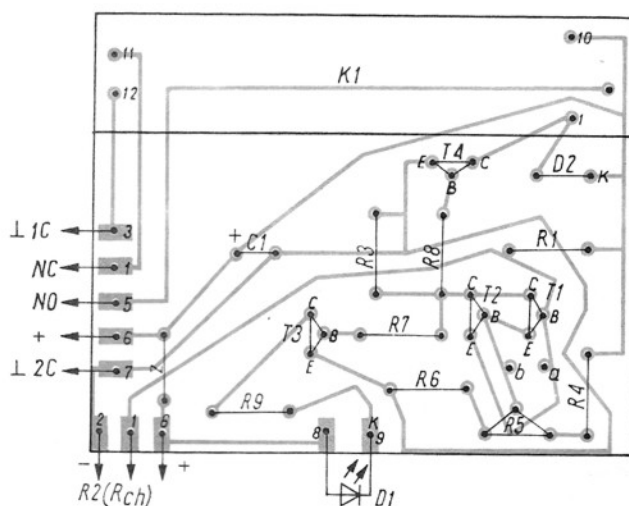 11
10
K1
12
1
E T4 C
B
D2 K
⊥1C 3
+ C1
R3
R8
R1
NC 1
NO 5
C T2 C T1
B B
E E
C
T3 B
E
R7
+ 6
⊥2C 7
b a
R6
R4
R9
R5
2 1 6
8 K 9
- +
R2(Rch)
D1